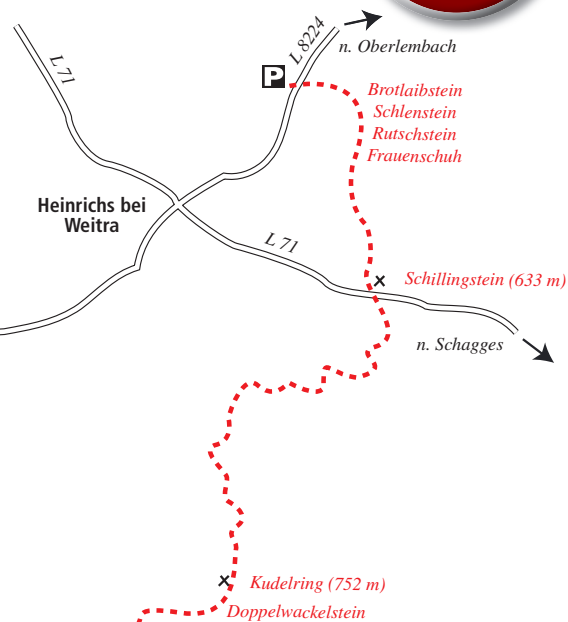 L 8224
n. Oberlembach
L 71
P
Brotlaibstein
Schlenstein
Rutschstein
Frauenschuh
Heinrichs bei
Weitra
L 71
Schillingstein (633 m)
n. Schagges
Kudelring (752 m)
Doppelwackelstein